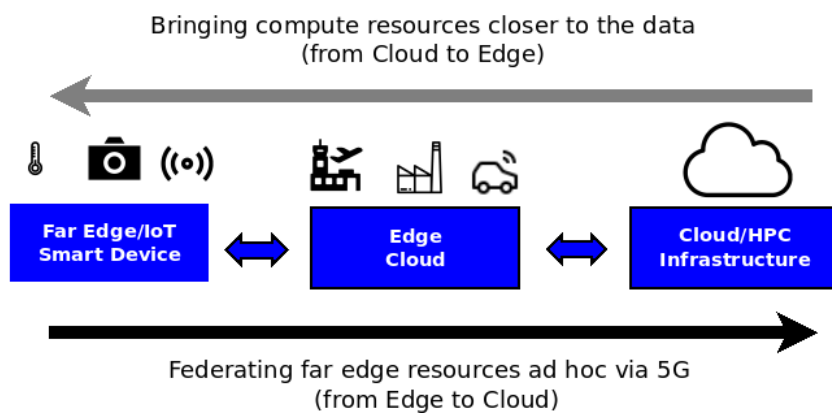 Bringing compute resources closer to the data
(from Cloud to Edge)
Far Edge/IoT
Smart Device
Edge
Cloud
Cloud/HPC
Infrastructure
Federating far edge resources ad hoc via 5G
(from Edge to Cloud)